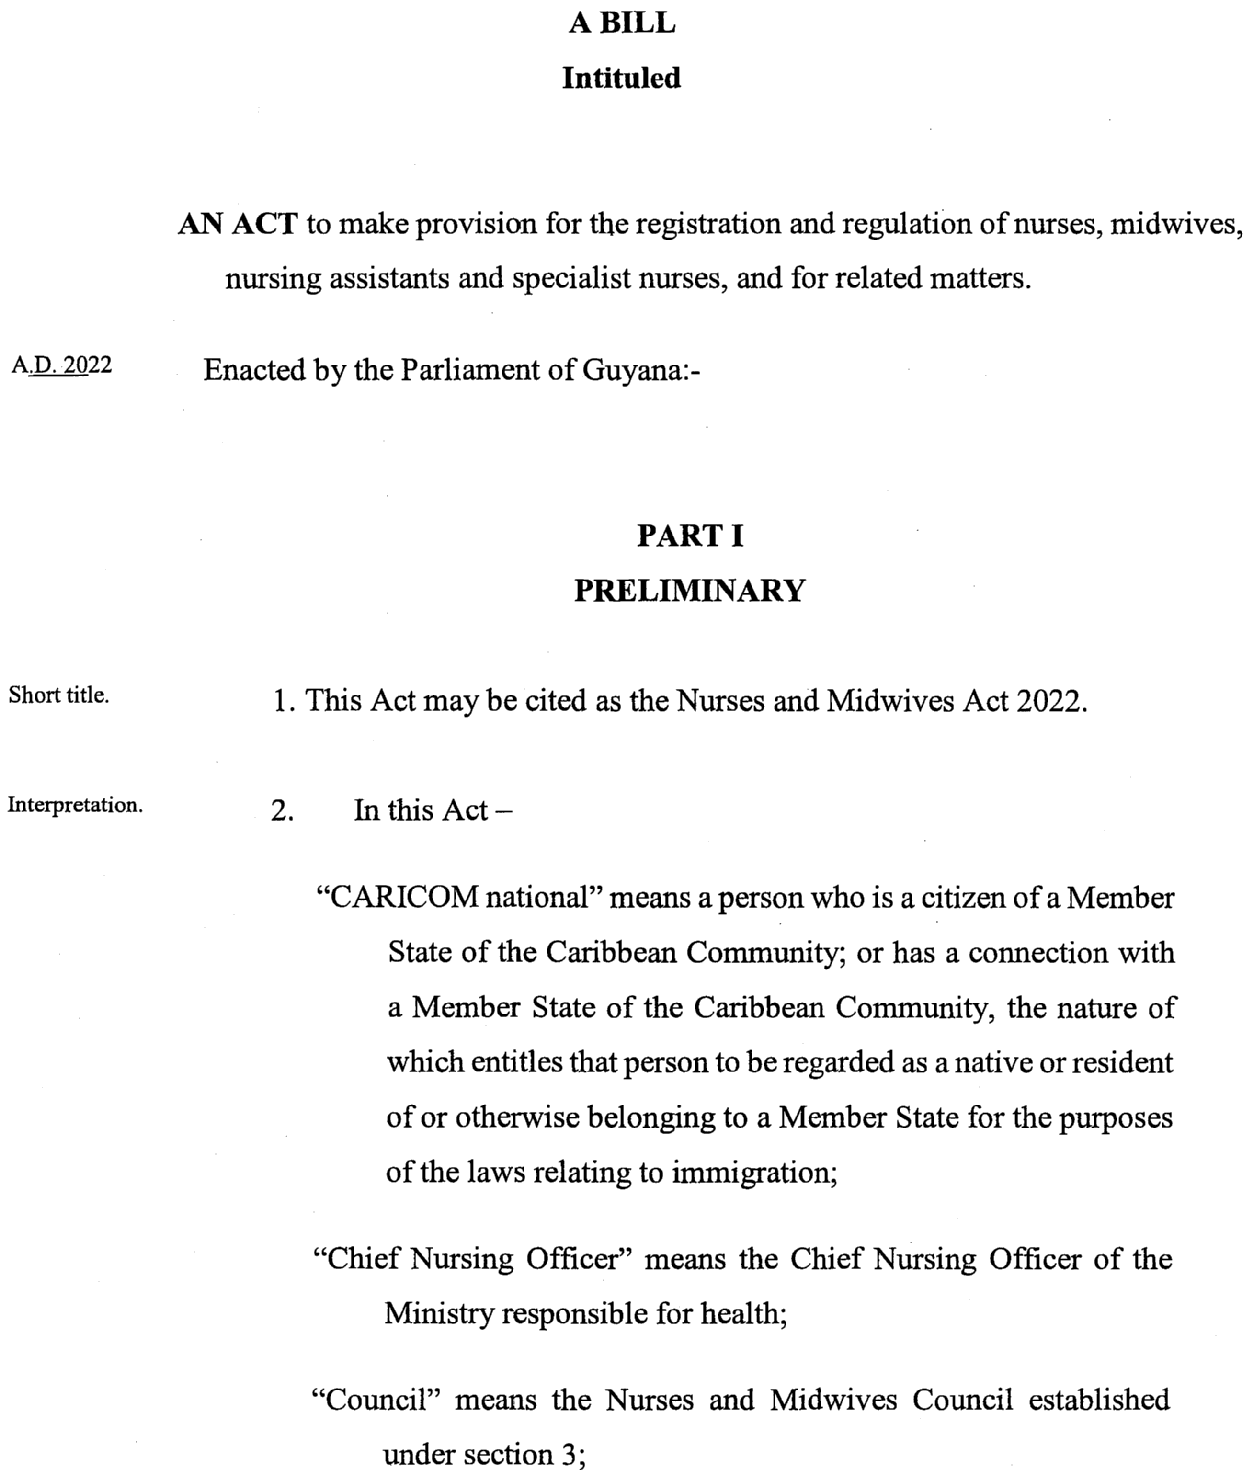 A BILL
Intituled
AN ACT to make provision for the registration and regulation of nurses, midwives,
nursing assistants and specialist nurses, and for related matters.
A.D. 2022 Enacted by the Parliament of Guyana:-
PART I
PRELIMINARY
Short title. 1. This Act may be cited as the Nurses and Midwives Act 2022.
Interpretation. 2. In this Act –
“CARICOM national” means a person who is a citizen of a Member
State of the Caribbean Community; or has a connection with
a Member State of the Caribbean Community, the nature of
which entitles that person to be regarded as a native or resident
of or otherwise belonging to a Member State for the purposes
of the laws relating to immigration;
“Chief Nursing Officer” means the Chief Nursing Officer of the
Ministry responsible for health;
“Council” means the Nurses and Midwives Council established
under section 3;